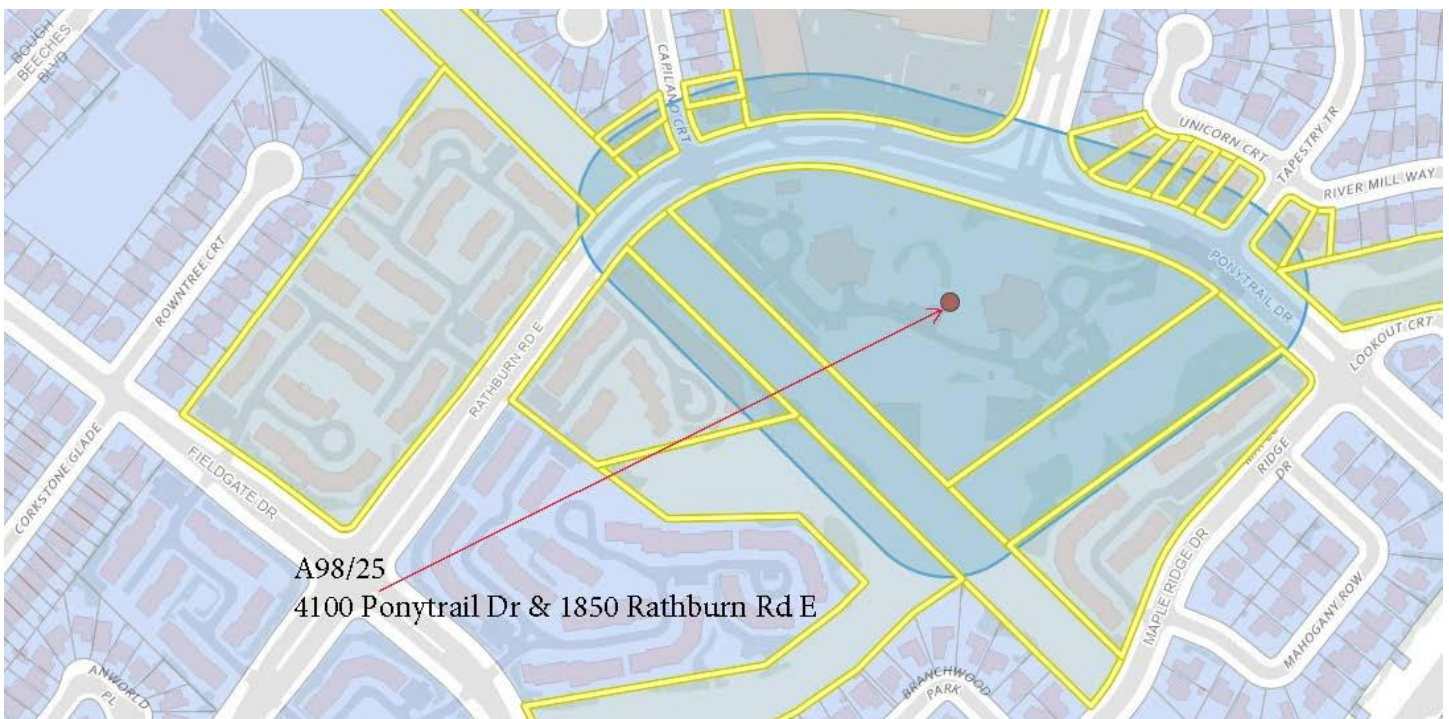 BOUGH
BEECHES
BLVD
CAPILANO CRT
UNICORN CRT
TAPESTRY TR
RIVER MILL WAY
ROWNTREE CRT
PONYTRAIL DR
LOOKOUT CRT
RATHBURN RD E
CORKSTONE GLADE
FIELDGATE DR
RIDGE
DR
A98/25
4100 Ponytrail Dr & 1850 Rathburn Rd E
MAPLE RIDGE DR
MAHOGANY ROW
ANWORLD
PL
BRANCHWOOD
PARK